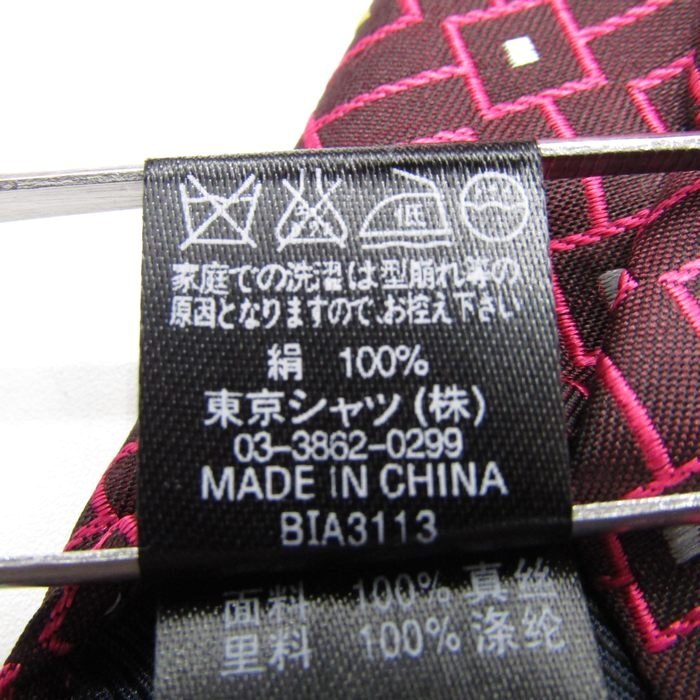 低
家庭での洗濯は型崩れ等の
原因となりますので、お控え下さい
絹 100%
東京シャツ(株)
03-3862-0299
MADE IN CHINA
BIA3113
面料 100% 真丝
里料 100% 涤纶